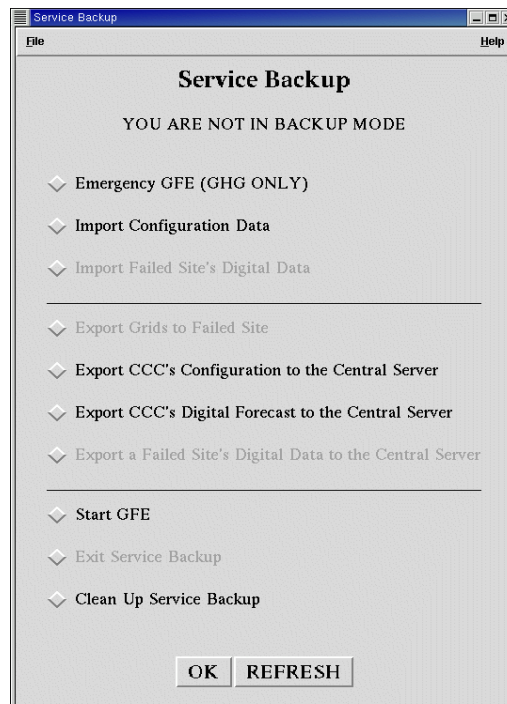 Service Backup
File
Help
Service Backup
YOU ARE NOT IN BACKUP MODE
Emergency GFE (GHG ONLY)
Import Configuration Data
Import Failed Site's Digital Data
Export Grids to Failed Site
Export CCC's Configuration to the Central Server
Export CCC's Digital Forecast to the Central Server
Export a Failed Site's Digital Data to the Central Server
Start GFE
Exit Service Backup
Clean Up Service Backup
OK
REFRESH